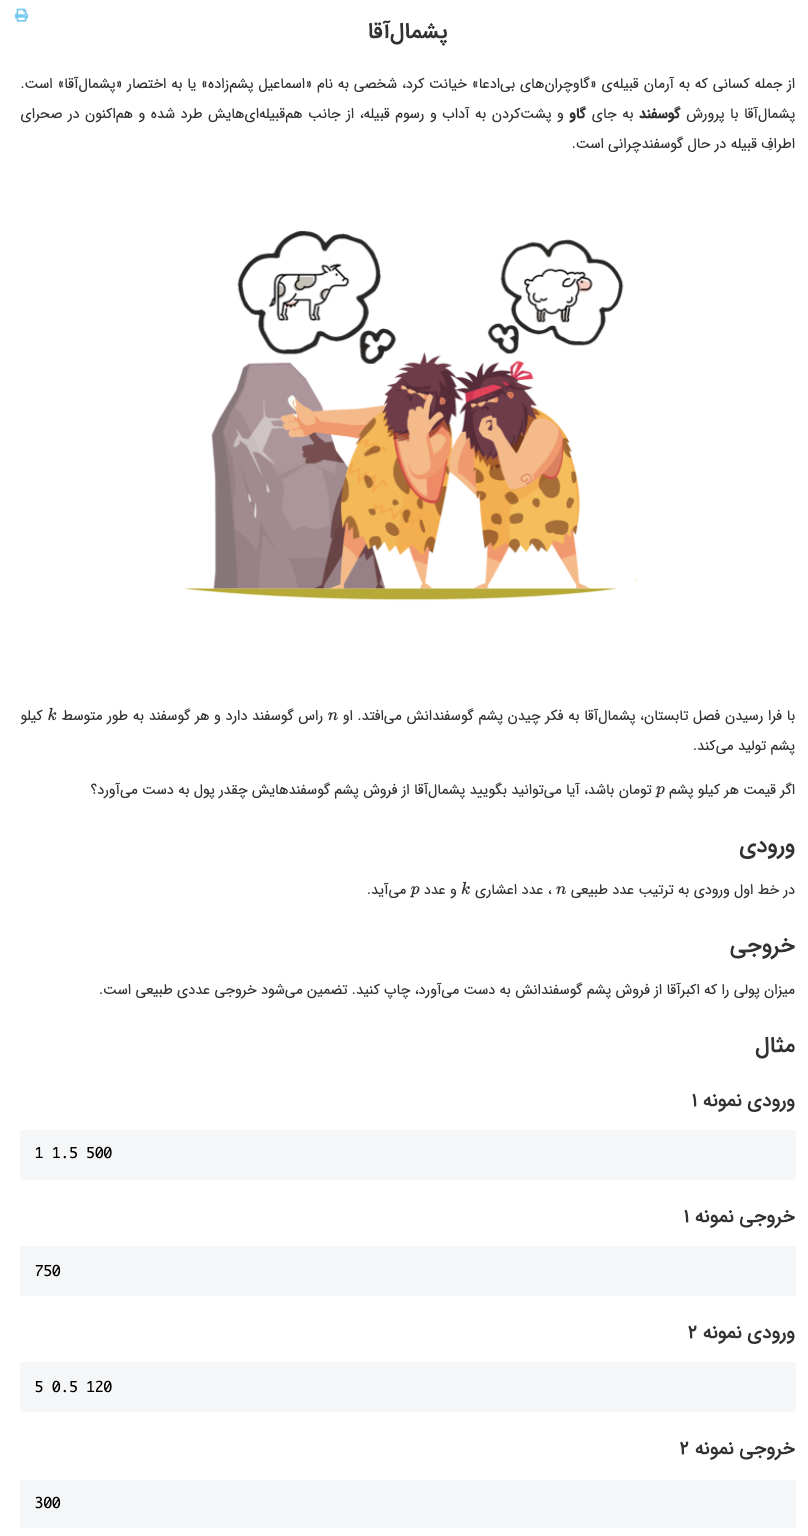 پشمال‌آقا
از جمله کسانی که به آرمان قبیله‌ی «گاوچران‌های بی‌ادعا» خیانت کرد، شخصی به نام «اسماعیل پشم‌زاده» یا به اختصار «پشمال‌آقا» است.
پشمال‌آقا با پرورش گوسفند به جای گاو و پشت‌کردن به آداب و رسوم قبیله، از جانب هم‌قبیله‌ای‌هایش طرد شده و هم‌اکنون در صحرای
اطرافِ قبیله در حال گوسفندچرانی است.
با فرا رسیدن فصل تابستان، پشمال‌آقا به فکر چیدن پشم گوسفندانش می‌افتد. او n راس گوسفند دارد و هر گوسفند به طور متوسط k کیلو
پشم تولید می‌کند.
اگر قیمت هر کیلو پشم p تومان باشد، آیا می‌توانید بگویید پشمال‌آقا از فروش پشم گوسفندهایش چقدر پول به دست می‌آورد؟
ورودی
در خط اول ورودی به ترتیب عدد طبیعی n ، عدد اعشاری k و عدد p می‌آید.
خروجی
میزان پولی را که اکبرآقا از فروش پشم گوسفندانش به دست می‌آورد، چاپ کنید. تضمین می‌شود خروجی عددی طبیعی است.
مثال
ورودی نمونه ۱
1 1.5 500
خروجی نمونه ۱
750
ورودی نمونه ۲
5 0.5 120
خروجی نمونه ۲
300